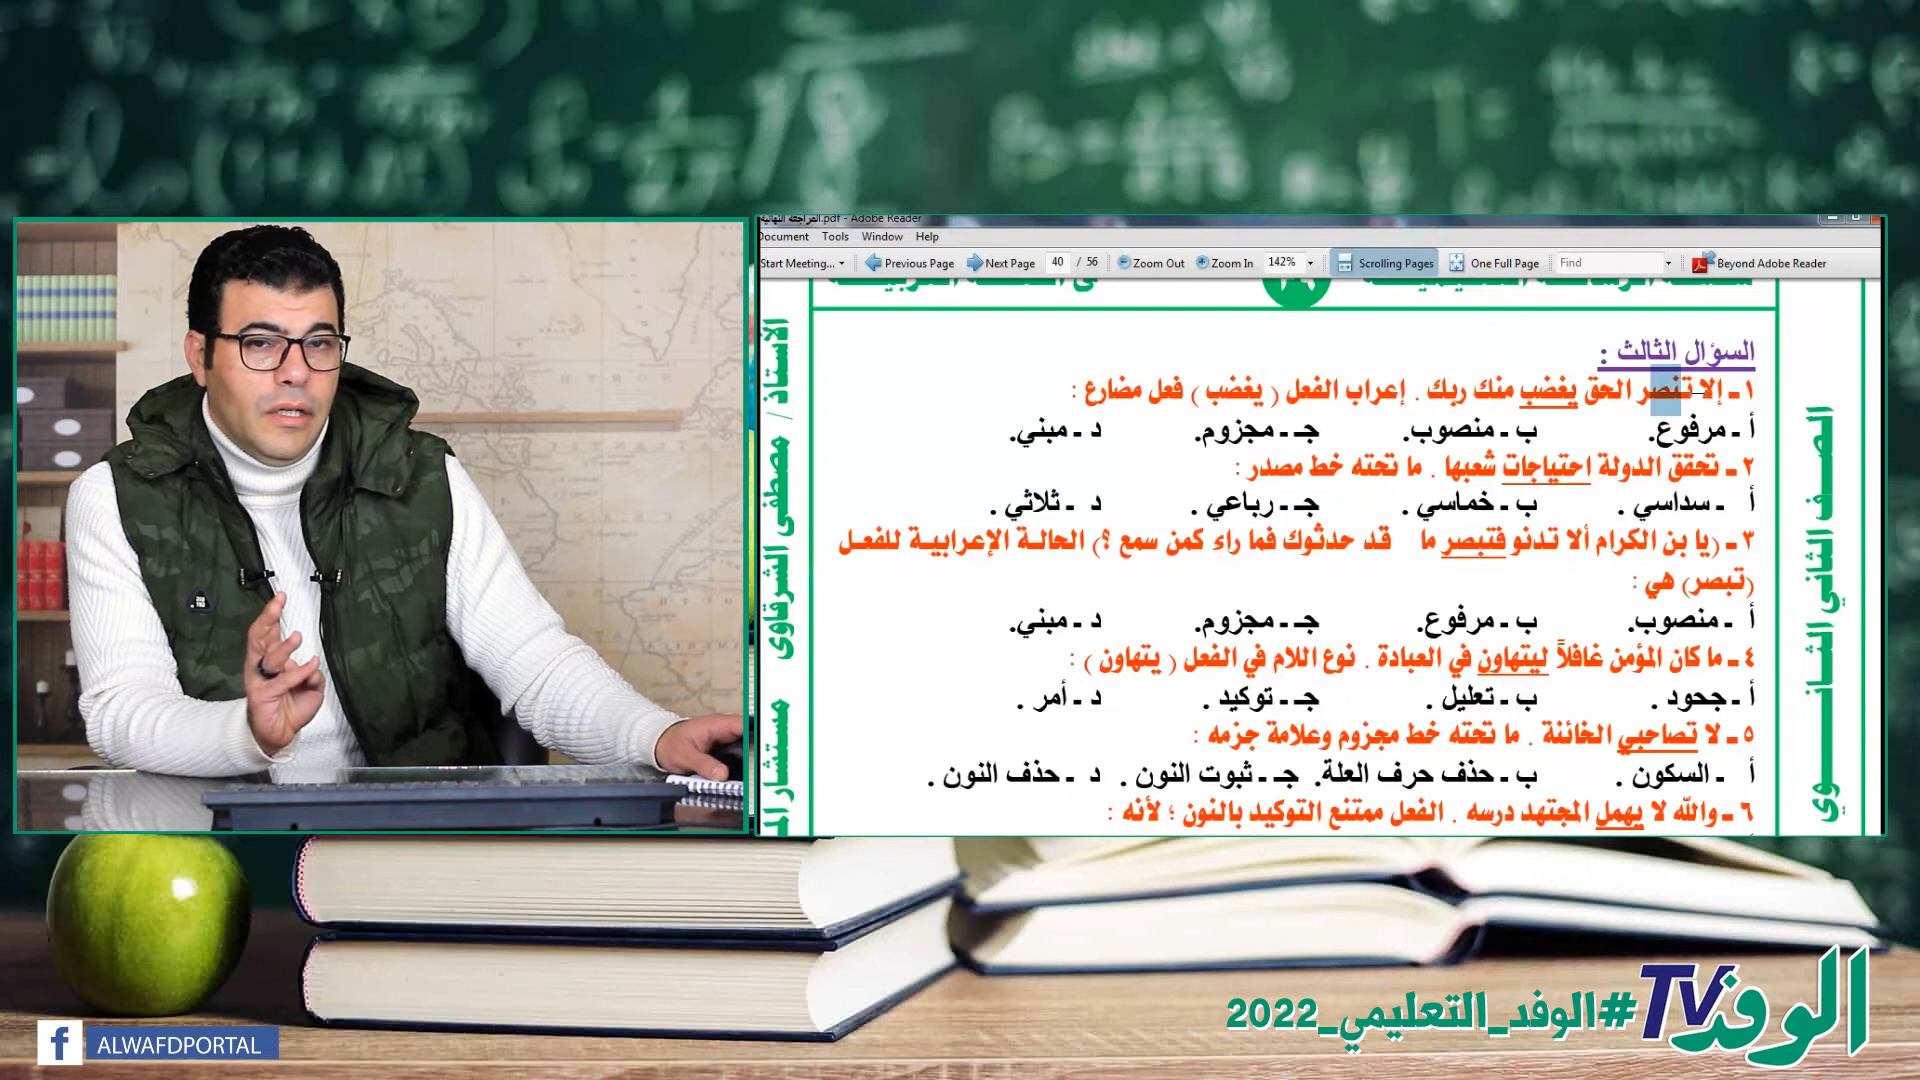 المراجعة النهائية.pdf - Adobe Reader
Document Tools Window Help
Start Meeting... Previous Page Next Page 40 / 56 Zoom Out Zoom In 142% Scrolling Pages One Full Page Find Beyond Adobe Reader
السؤال الثالث :
١ ـ إلا تنصر الحق يغضب منك ربك . إعراب الفعل ( يغضب ) فعل مضارع :
أ ـ مرفوع. ب ـ منصوب. جـ ـ مجزوم. د ـ مبني.
٢ ـ تحقق الدولة احتياجات شعبها . ما تحته خط مصدر :
أ ـ سداسي . ب ـ خماسي . جـ ـ رباعي . د ـ ثلاثي .
٣ ـ (يا بن الكرام ألا تدنو فتبصر ما قد حدثوك فما راء كمن سمع ؟) الحالة الإعرابية للفعل
(تبصر) هي :
أ ـ منصوب. ب ـ مرفوع. جـ ـ مجزوم. د ـ مبني.
٤ ـ ما كان المؤمن غافلاً ليتهاون في العبادة . نوع اللام في الفعل ( يتهاون ) :
أ ـ جحود . ب ـ تعليل . جـ ـ توكيد . د ـ أمر .
٥ ـ لا تصاحبي الخائنة . ما تحته خط مجزوم وعلامة جزمه :
أ ـ السكون . ب ـ حذف حرف العلة. جـ ـ ثبوت النون . د ـ حذف النون .
٦ ـ والله لا يهمل المجتهد درسه . الفعل ممتنع التوكيد بالنون ؛ لأنه :
الصف الثاني الثانوي
الأستاذ / مصطفى الشرقاوى مستشار
#الوفد_التعليمي_2022
الوفد TV
f ALWAFDPORTAL